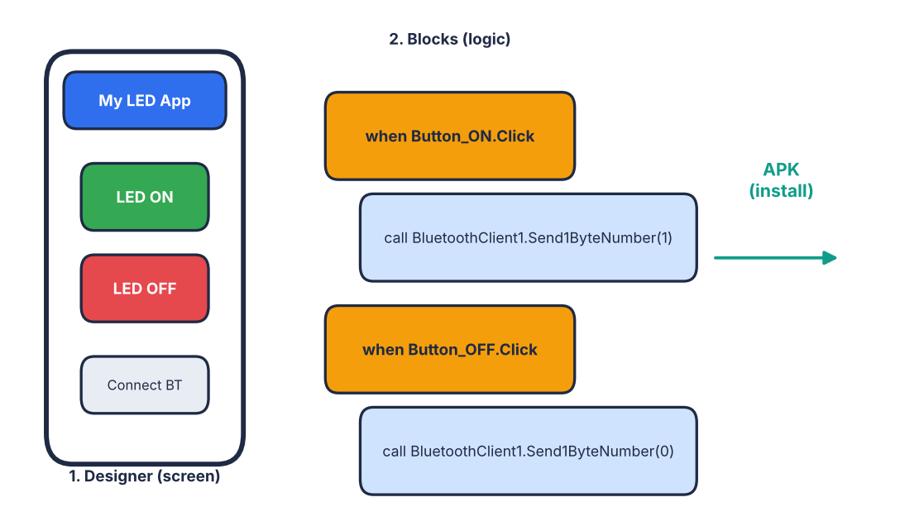 2. Blocks (logic)
My LED App
LED ON
LED OFF
Connect BT
1. Designer (screen)
when Button_ON.Click
call BluetoothClient1.Send1ByteNumber(1)
when Button_OFF.Click
call BluetoothClient1.Send1ByteNumber(0)
APK
(install)